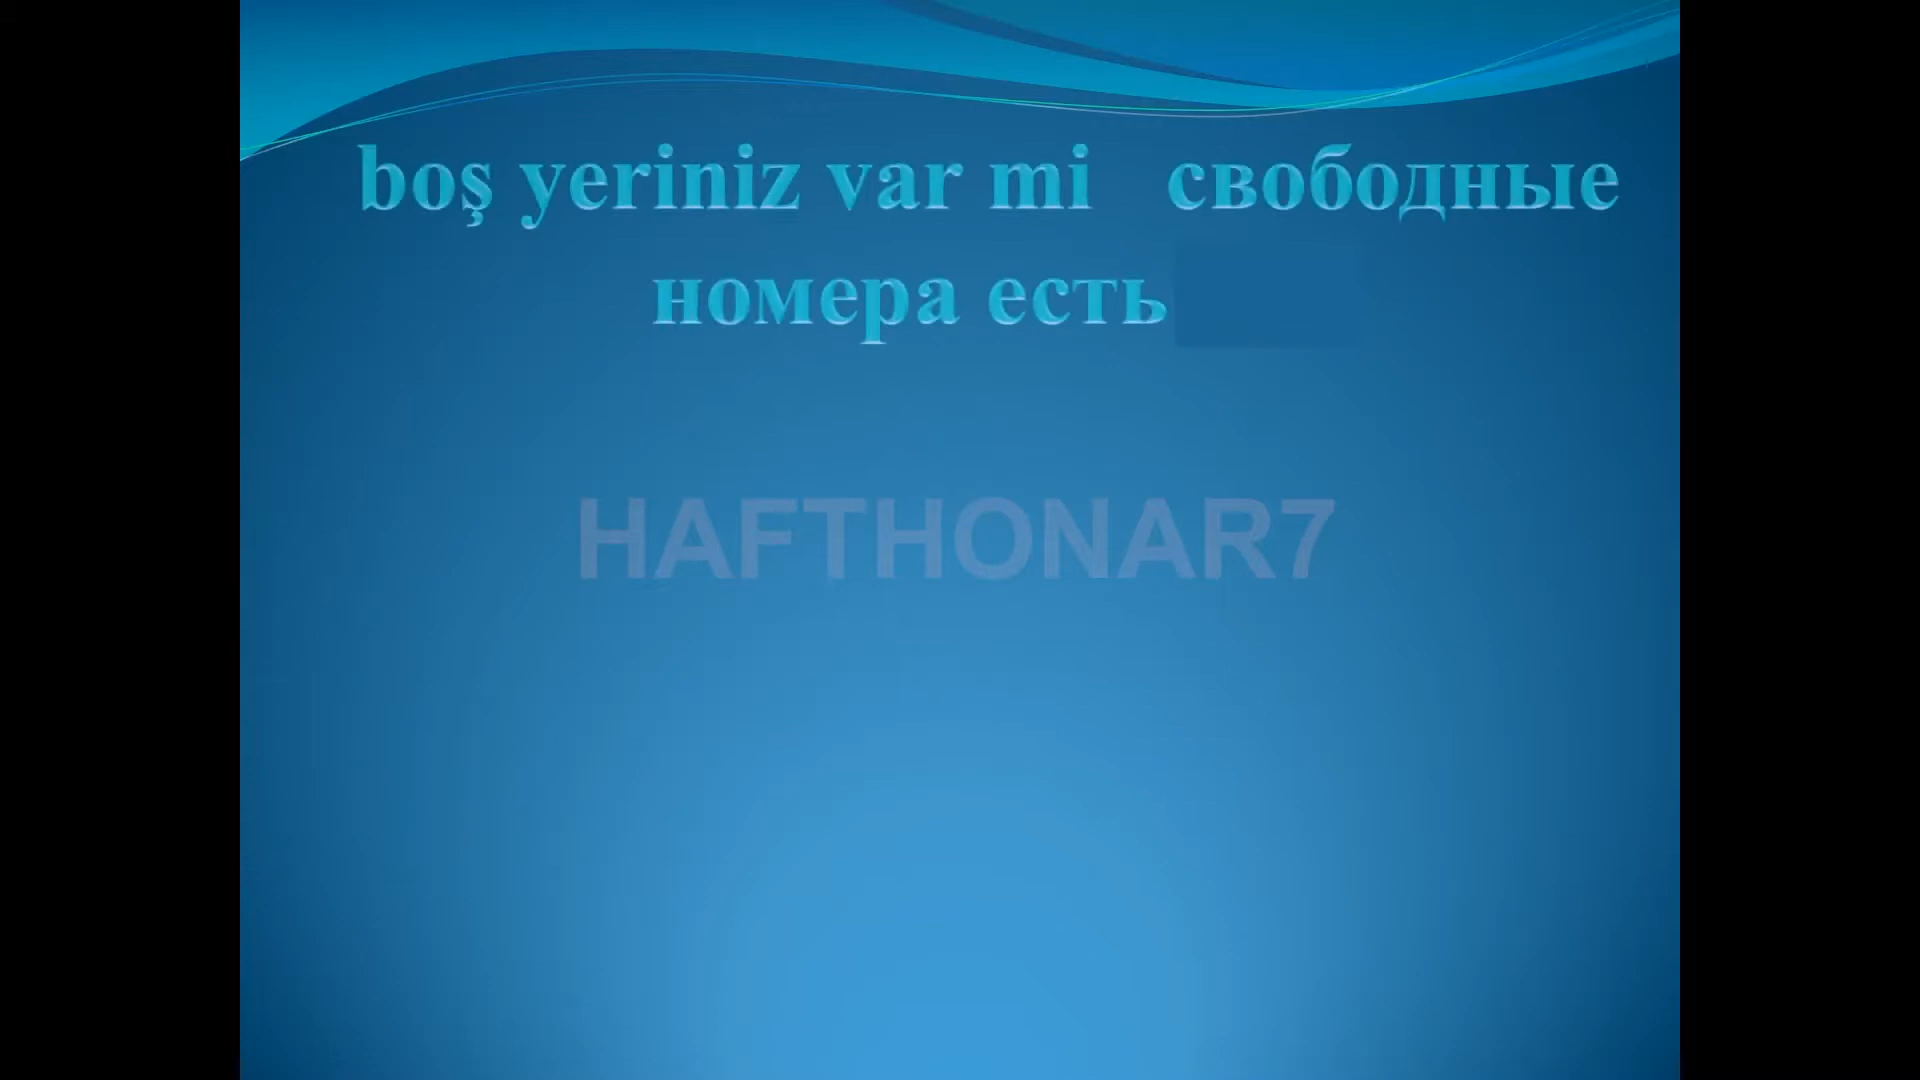 boş yeriniz var mi свободные
номера есть
HAFTHONAR7